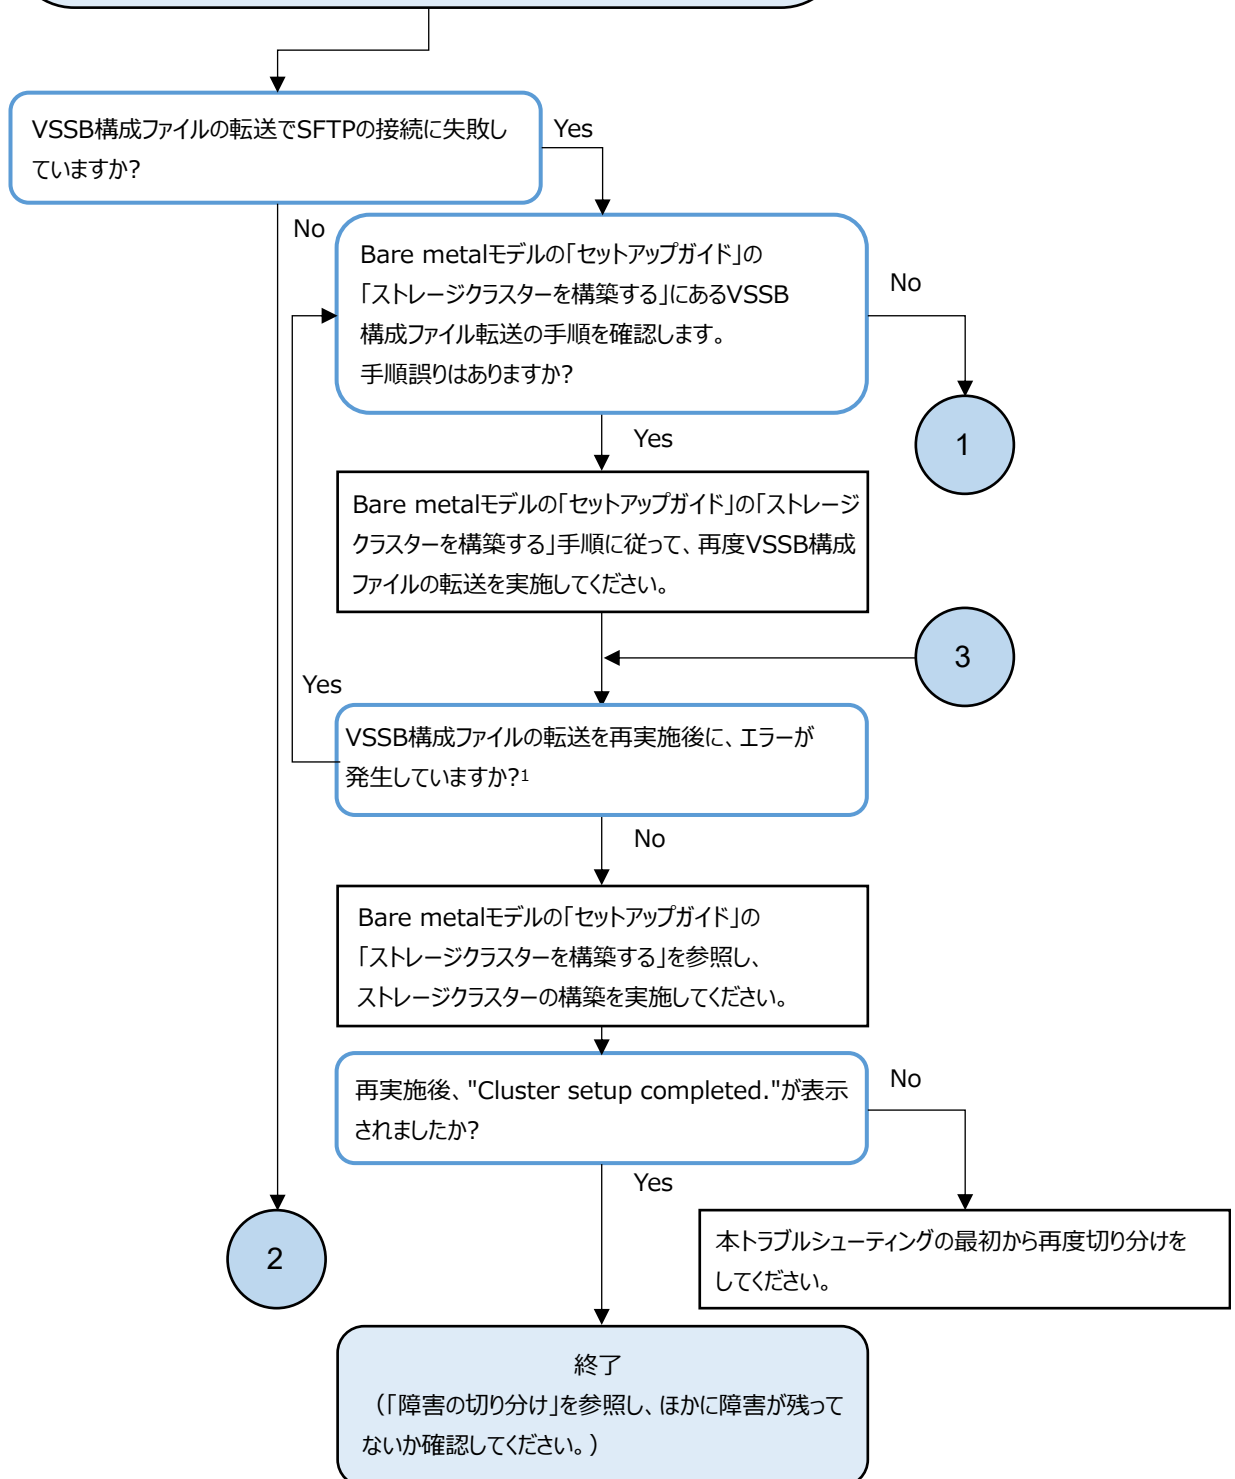 VSSB構成ファイルの転送でSFTPの接続に失敗し
ていますか?
Yes
No
Bare metalモデルの「セットアップガイド」の
「ストレージクラスターを構築する」にあるVSSB
構成ファイル転送の手順を確認します。
手順誤りはありますか?
No
1
Yes
Bare metalモデルの「セットアップガイド」の「ストレージ
クラスターを構築する」手順に従って、再度VSSB構成
ファイルの転送を実施してください。
3
Yes
VSSB構成ファイルの転送を再実施後に、エラーが
発生していますか?1
No
Bare metalモデルの「セットアップガイド」の
「ストレージクラスターを構築する」を参照し、
ストレージクラスターの構築を実施してください。
再実施後、"Cluster setup completed."が表示
されましたか?
No
Yes
2
本トラブルシューティングの最初から再度切り分けを
してください。
終了
(「障害の切り分け」を参照し、ほかに障害が残って
ないか確認してください。)